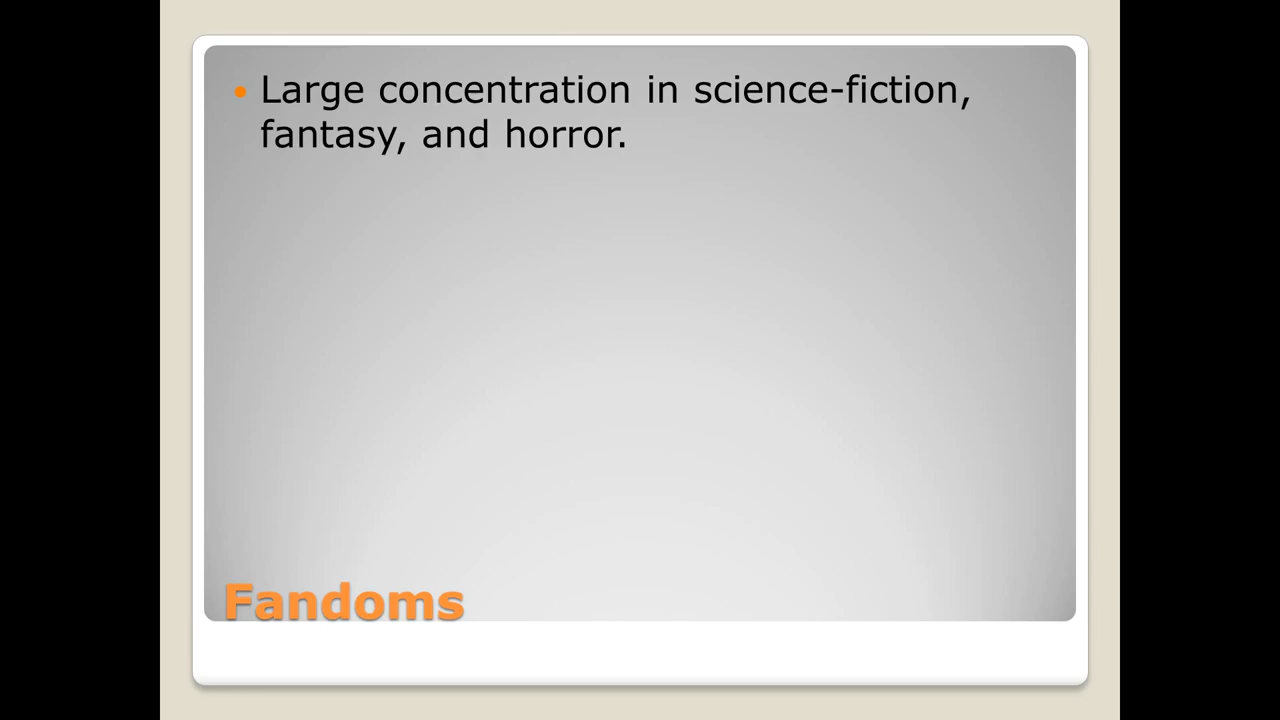 Large concentration in science-fiction,
fantasy, and horror.
Fandoms